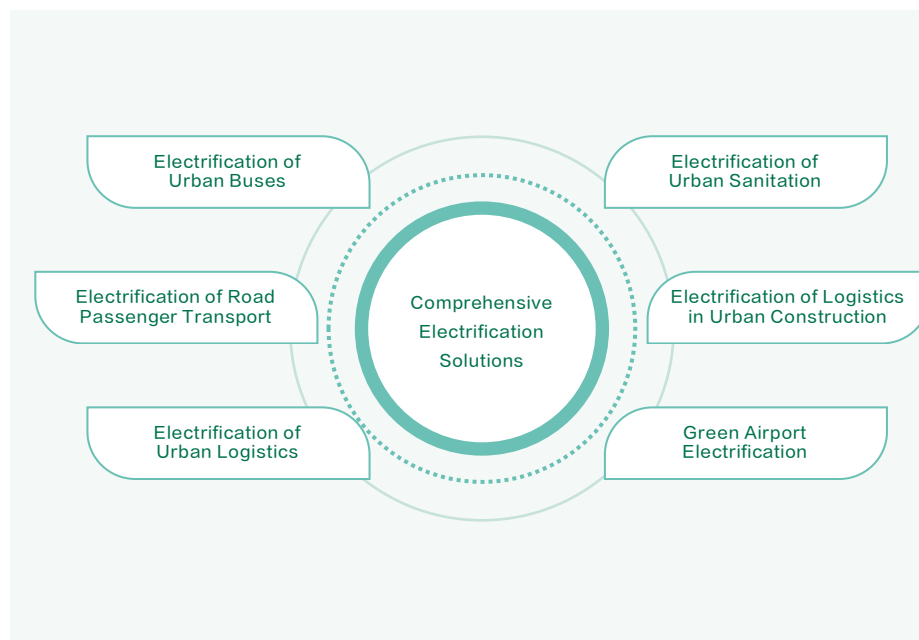 Electrification of
Urban Buses
Electrification of
Urban Sanitation
Electrification of Road
Passenger Transport
Comprehensive
Electrification
Solutions
Electrification of Logistics
in Urban Construction
Electrification of
Urban Logistics
Green Airport
Electrification